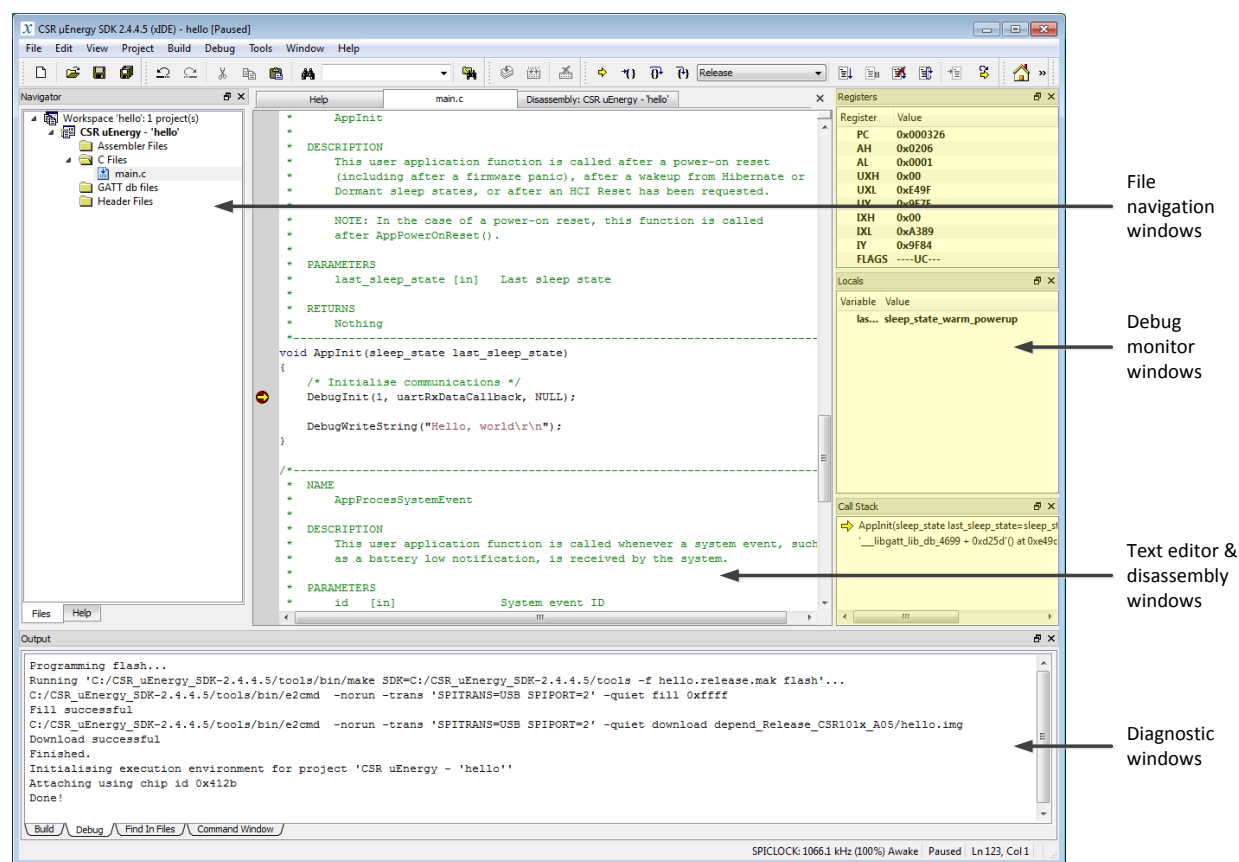 CSR µEnergy SDK 2.4.4.5 (xIDE) - hello [Paused]
File Edit View Project Build Debug Tools Window Help
Release
Navigator
Workspace 'hello': 1 project(s)
CSR uEnergy - 'hello'
Assembler Files
C Files
main.c
GATT db files
Header Files
Files Help
Help main.c Disassembly: CSR uEnergy - 'hello'
* AppInit
*
* DESCRIPTION
* This user application function is called after a power-on reset
* (including after a firmware panic), after a wakeup from Hibernate or
* Dormant sleep states, or after an HCI Reset has been requested.
*
* NOTE: In the case of a power-on reset, this function is called
* after AppPowerOnReset().
*
* PARAMETERS
* last_sleep_state [in] Last sleep state
*
* RETURNS
* Nothing
*----------------------------------------------------------------------------
void AppInit(sleep_state last_sleep_state)
{
/* Initialise communications */
DebugInit(1, uartRxDataCallback, NULL);
DebugWriteString("Hello, world\r\n");
}
/*----------------------------------------------------------------------------
* NAME
* AppProcesSystemEvent
*
* DESCRIPTION
* This user application function is called whenever a system event, such
* as a battery low notification, is received by the system.
*
* PARAMETERS
* id [in] System event ID
Registers
Register Value
PC 0x000326
AH 0x0206
AL 0x0001
UXH 0x00
UXL 0xE49F
UY
IXH 0x00
IXL 0xA389
IY 0x9F84
FLAGS ----UC---
Locals
Variable Value
las... sleep_state_warm_powerup
Call Stack
AppInit(sleep_state last_sleep_state=sleep_st
'__libgatt_lib_db_4699 + 0xd25d'() at 0xe49c
Output
Programming flash...
Running 'C:/CSR_uEnergy_SDK-2.4.4.5/tools/bin/make SDK=C:/CSR_uEnergy_SDK-2.4.4.5/tools -f hello.release.mak flash'...
C:/CSR_uEnergy_SDK-2.4.4.5/tools/bin/e2cmd -norun -trans 'SPITRANS=USB SPIPORT=2' -quiet fill 0xffff
Fill successful
C:/CSR_uEnergy_SDK-2.4.4.5/tools/bin/e2cmd -norun -trans 'SPITRANS=USB SPIPORT=2' -quiet download depend_Release_CSR101x_A05/hello.img
Download successful
Finished.
Initialising execution environment for project 'CSR uEnergy - 'hello''
Attaching using chip id 0x412b
Done!
Build Debug Find In Files Command Window
SPICLOCK: 1066.1 kHz (100%) Awake Paused Ln 123, Col 1
File
navigation
windows
Debug
monitor
windows
Text editor &
disassembly
windows
Diagnostic
windows